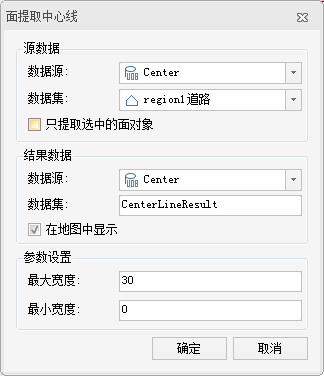 面提取中心线
源数据
数据源: Center
数据集: region1道路
只提取选中的面对象
结果数据
数据源: Center
数据集: CenterLineResult
在地图中显示
参数设置
最大宽度: 30
最小宽度: 0
确定 取消